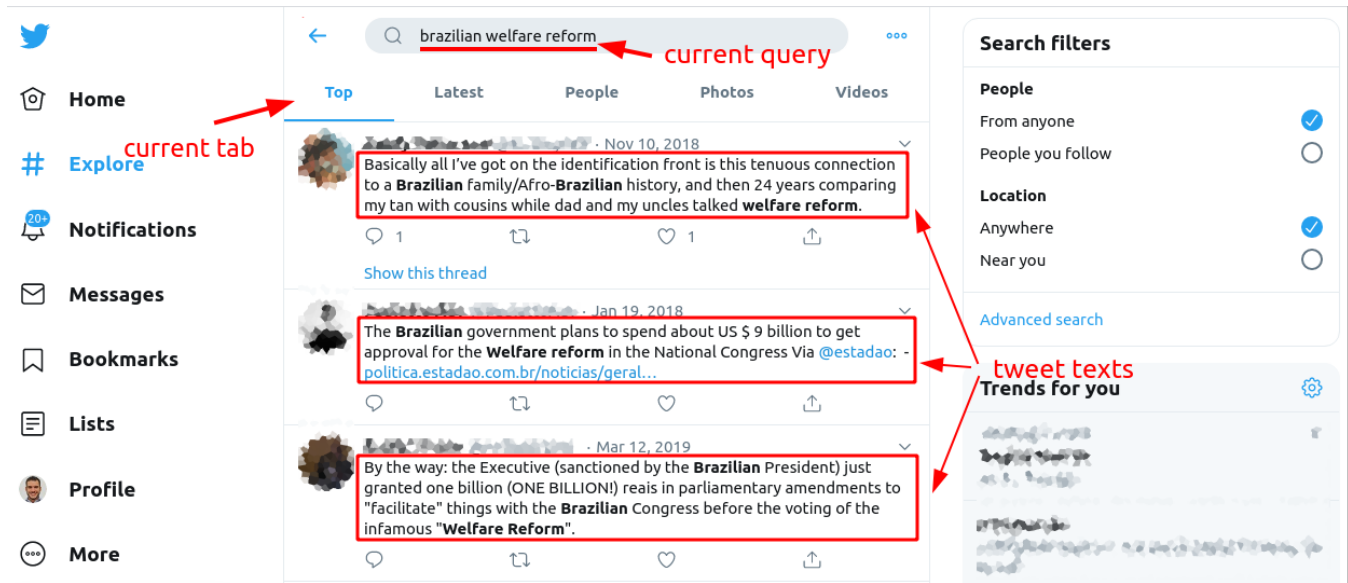 brazilian welfare reform
current query
Top
Latest
People
Photos
Videos
current tab
Home
Explore
20+
Notifications
Messages
Bookmarks
Lists
Profile
More
· Nov 10, 2018
Basically all I've got on the identification front is this tenuous connection
to a Brazilian family/Afro-Brazilian history, and then 24 years comparing
my tan with cousins while dad and my uncles talked welfare reform.
1
1
Show this thread
· Jan 19, 2018
The Brazilian government plans to spend about US $ 9 billion to get
approval for the Welfare reform in the National Congress Via @estadao: -
politica.estadao.com.br/noticias/geral…
· Mar 12, 2019
By the way: the Executive (sanctioned by the Brazilian President) just
granted one billion (ONE BILLION!) reais in parliamentary amendments to
"facilitate" things with the Brazilian Congress before the voting of the
infamous "Welfare Reform".
tweet texts
Search filters
People
From anyone
People you follow
Location
Anywhere
Near you
Advanced search
Trends for you